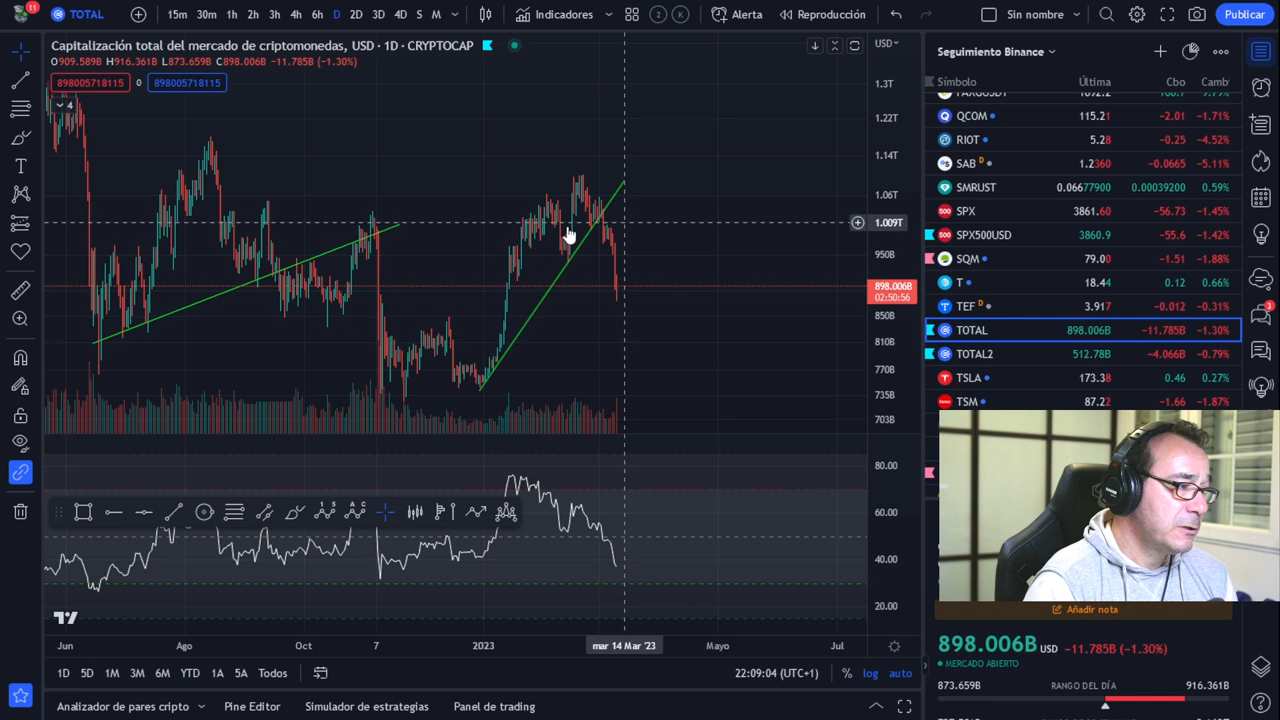 11
TOTAL
15m 30m 1h 2h 3h 4h 6h D 2D 3D 4D S M
Indicadores
2 K
Alerta
Reproducción
Sin nombre
Publicar
Capitalización total del mercado de criptomonedas, USD · 1D · CRYPTOCAP
O909.589B H916.361B L873.659B C898.006B −11.785B (−1.30%)
898005718115 0 898005718115
4
USD
1.3T
1.22T
1.14T
1.06T
1.009T
950B
898.006B
02:50:56
850B
810B
770B
735B
703B
80.00
60.00
40.00
20.00
Jun Ago Oct 7 2023 mar 14 Mar '23 Mayo Jul
1D 5D 1M 3M 6M YTD 1A 5A Todos
22:09:04 (UTC+1) % log auto
Analizador de pares cripto Pine Editor Simulador de estrategias Panel de trading
Seguimiento Binance
Símbolo Última Cbo Camb
QCOM 115.21 −2.01 −1.71%
RIOT 5.28 −0.25 −4.52%
SAB D 1.2360 −0.0665 −5.11%
SMRUST 0.06677900 0.00039200 0.59%
500 SPX 3861.60 −56.73 −1.45%
500 SPX500USD 3860.9 −55.6 −1.42%
SQM 79.00 −1.51 −1.88%
T 18.44 0.12 0.66%
TEF D 3.917 −0.012 −0.31%
TOTAL 898.006B −11.785B −1.30%
TOTAL2 512.78B −4.066B −0.79%
TSLA 173.38 0.46 0.27%
TSM 87.22 −1.66 −1.87%
3
Añadir nota
898.006B USD −11.785B (−1.30%)
MERCADO ABIERTO
873.659B RANGO DEL DÍA 916.361B